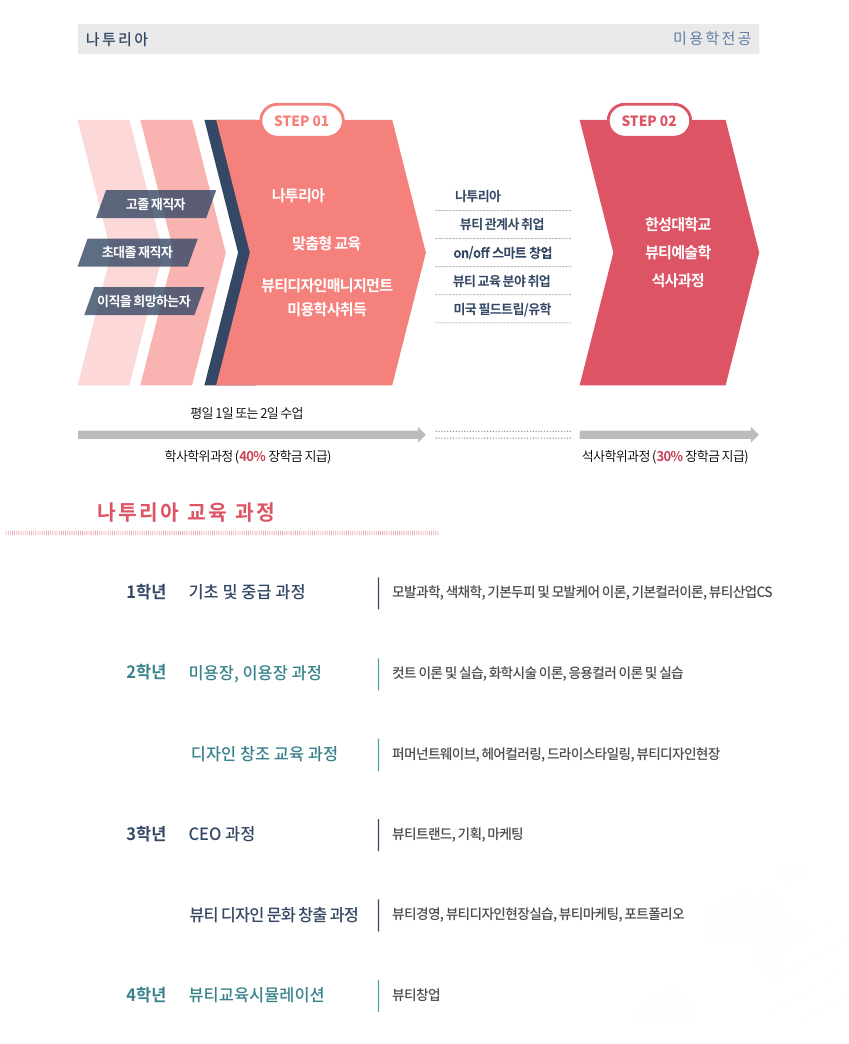 나투리아
미용학전공
STEP 01
STEP 02
고졸 재직자
초대졸 재직자
이직을 희망하는자
나투리아
맞춤형 교육
뷰티디자인매니지먼트
미용학사취득
나투리아
뷰티 관계사 취업
on/off 스마트 창업
뷰티 교육 분야 취업
미국 필드트립/유학
한성대학교
뷰티예술학
석사과정
평일 1일 또는 2일 수업
학사학위과정 (40% 장학금 지급)
석사학위과정 (30% 장학금 지급)
나투리아 교육 과정
1학년 기초 및 중급 과정 모발과학, 색채학, 기본두피 및 모발케어 이론, 기본컬러이론, 뷰티산업CS
2학년 미용장, 이용장 과정 컷트 이론 및 실습, 화학시술 이론, 응용컬러 이론 및 실습
디자인 창조 교육 과정 퍼머넌트웨이브, 헤어컬러링, 드라이스타일링, 뷰티디자인현장
3학년 CEO 과정 뷰티트랜드, 기획, 마케팅
뷰티 디자인 문화 창출 과정 뷰티경영, 뷰티디자인현장실습, 뷰티마케팅, 포트폴리오
4학년 뷰티교육시뮬레이션 뷰티창업